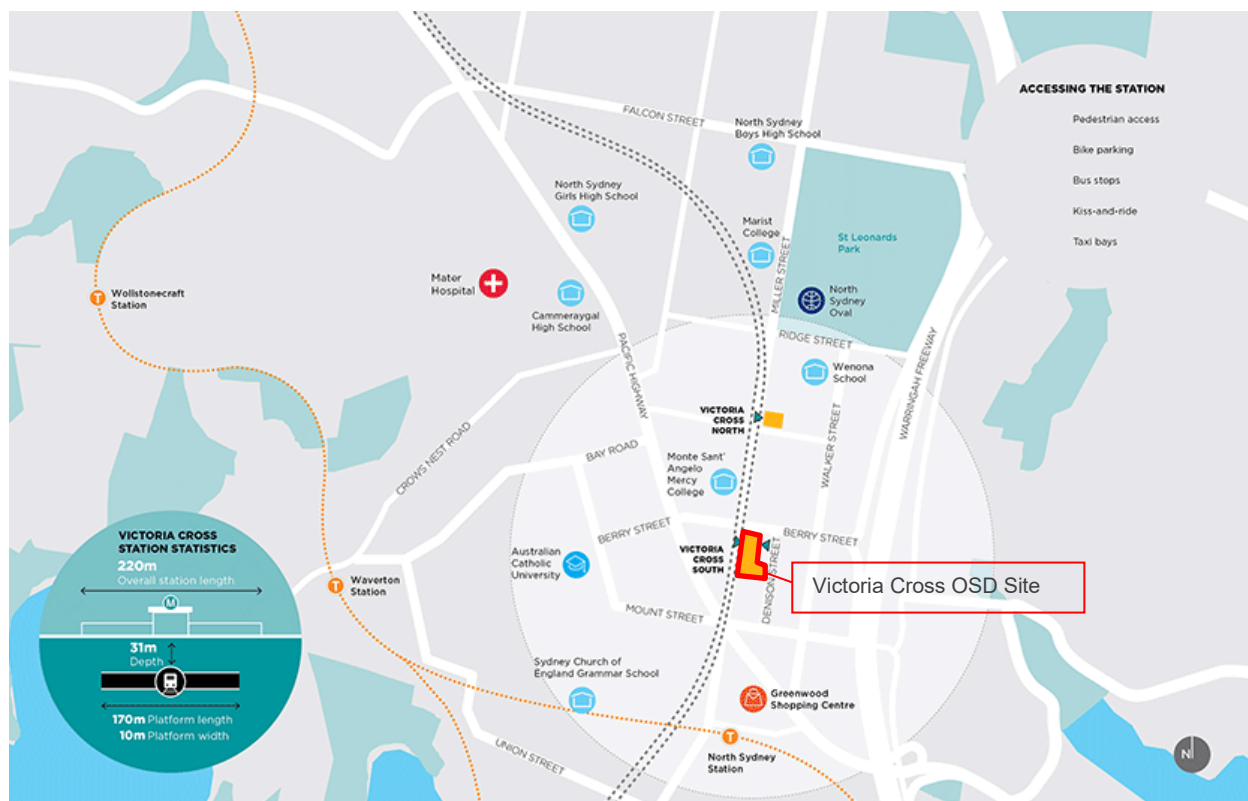 ACCESSING THE STATION
Pedestrian access
Bike parking
Bus stops
Kiss-and-ride
Taxi bays
FALCON STREET
North Sydney
Boys High School
North Sydney
Girls High School
Marist
College
MILLER STREET
St Leonards
Park
Mater
Hospital
T
Wollstonecraft
Station
Cammeraygal
High School
North
Sydney
Oval
RIDGE STREET
PACIFIC HIGHWAY
Wenona
School
WARRINGAH FREEWAY
VICTORIA
CROSS
NORTH
WALKER STREET
CROWS NEST ROAD
BAY ROAD
Monte Sant'
Angelo
Mercy
College
BERRY STREET
BERRY STREET
VICTORIA
CROSS
SOUTH
DENISON STREET
Victoria Cross OSD Site
Australian
Catholic
University
T
Waverton
Station
MOUNT STREET
VICTORIA CROSS
STATION STATISTICS
220m
Overall station length
M
31m
Depth
170m Platform length
10m Platform width
Sydney Church of
England Grammar School
Greenwood
Shopping Centre
UNION STREET
T
North Sydney
Station
N